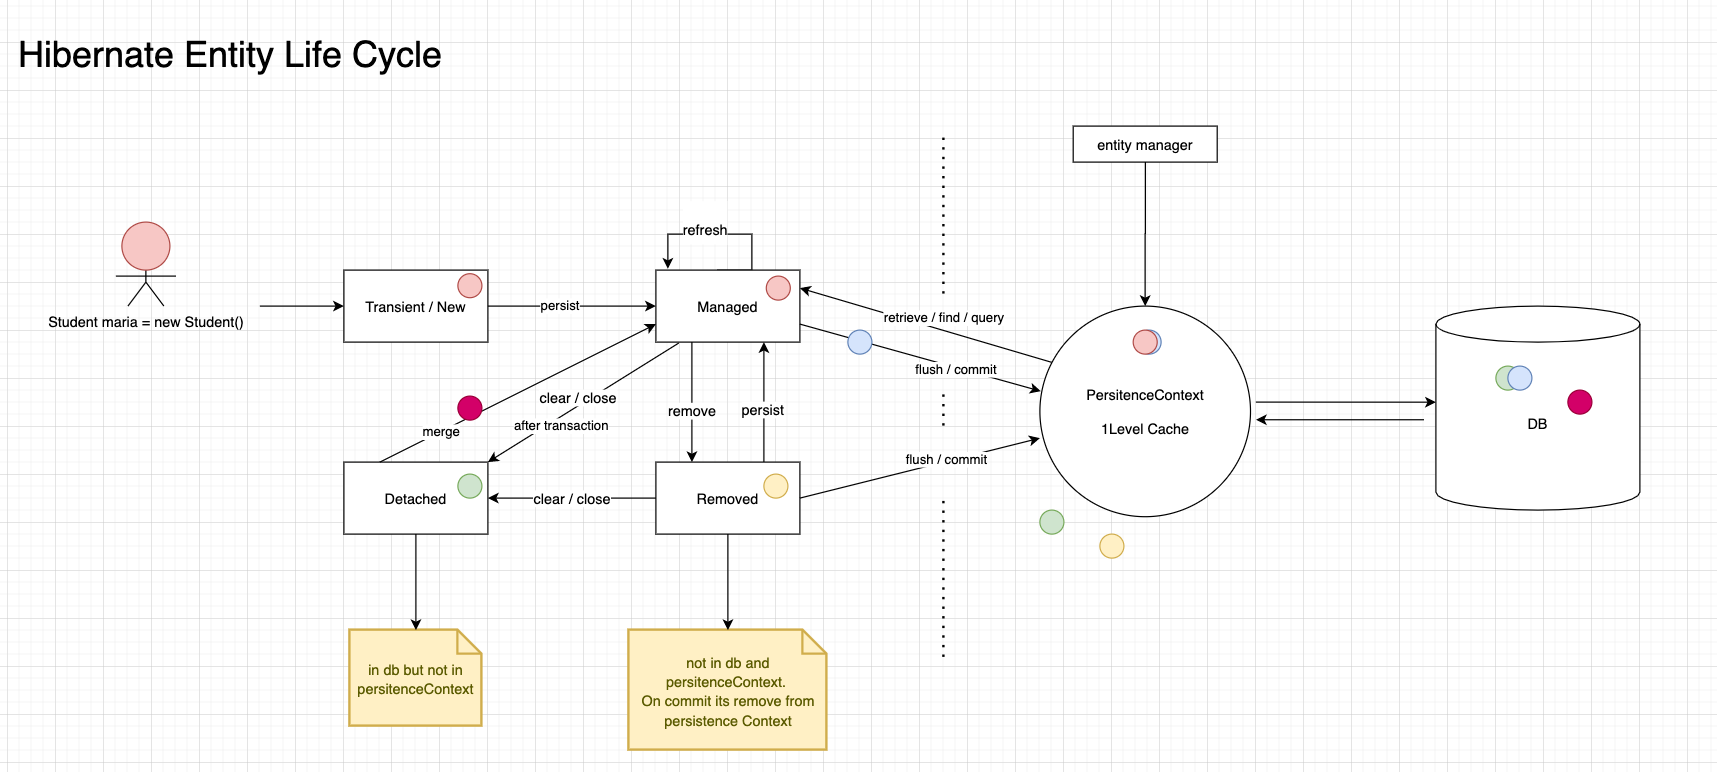 Hibernate Entity Life Cycle
entity manager
refresh
Student maria = new Student()
Transient / New
persist
Managed
retrieve / find / query
flush / commit
clear / close
after transaction
merge
remove
persist
PersitenceContext
1Level Cache
DB
flush / commit
Detached
clear / close
Removed
in db but not in
persitenceContext
not in db and
persitenceContext.
On commit its remove from
persistence Context